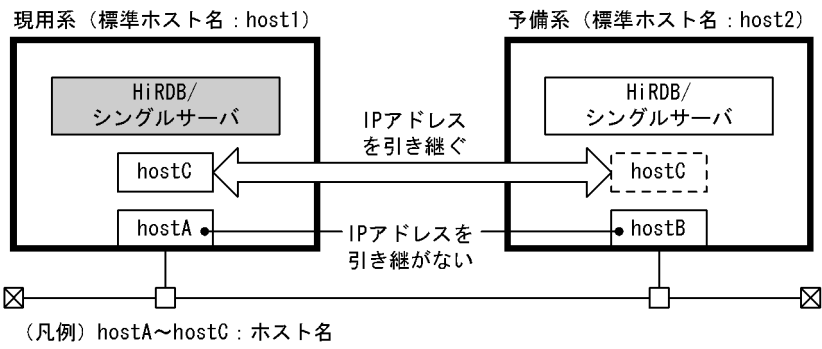 現用系（標準ホスト名：host1）
予備系（標準ホスト名：host2）
HiRDB/
シングルサーバ
HiRDB/
シングルサーバ
IPアドレス
を引き継ぐ
hostC
hostC
hostA
IPアドレスを
引き継がない
hostB
（凡例）hostA～hostC：ホスト名